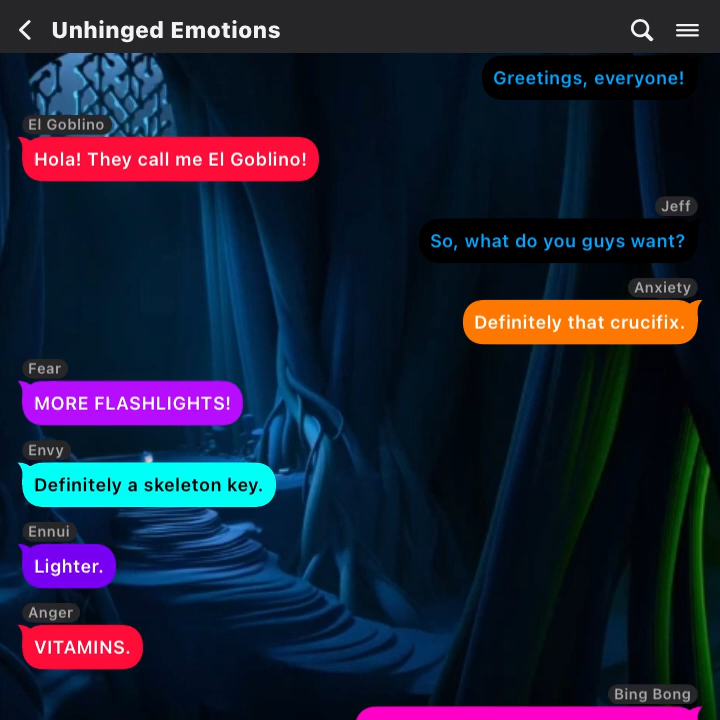 Unhinged Emotions
Greetings, everyone!
El Goblino
Hola! They call me El Goblino!
Jeff
So, what do you guys want?
Anxiety
Definitely that crucifix.
Fear
MORE FLASHLIGHTS!
Envy
Definitely a skeleton key.
Ennui
Lighter.
Anger
VITAMINS.
Bing Bong